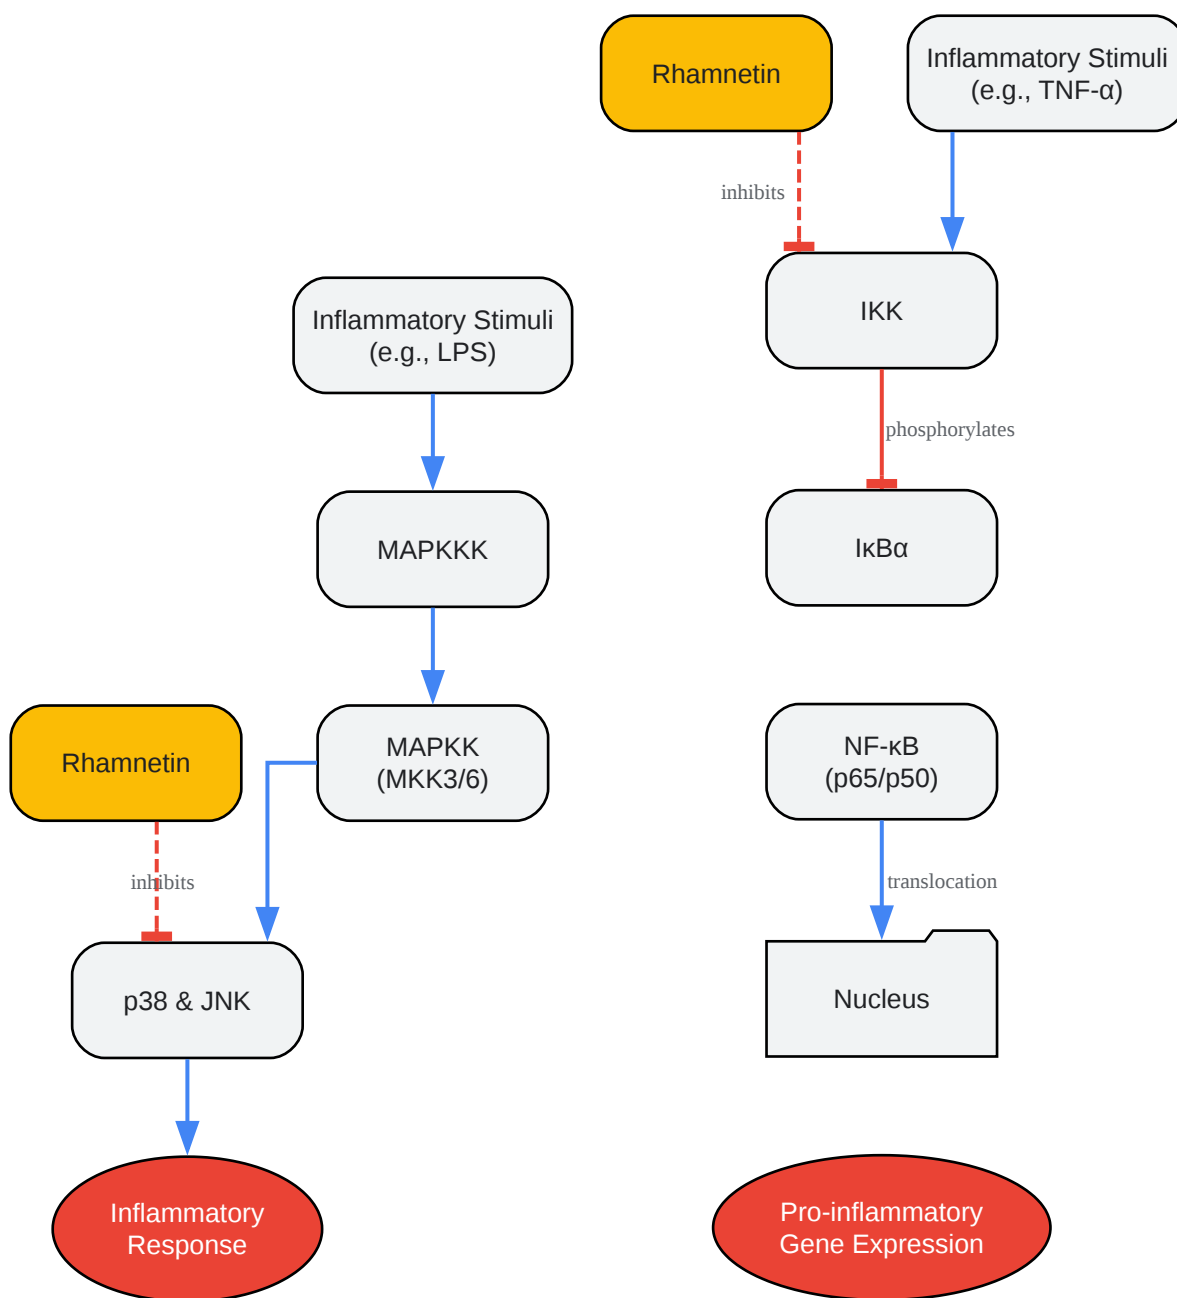 Rhamnetin
Inflammatory Stimuli
(e.g., TNF-α)
inhibits
IKK
phosphorylates
IκBα
NF-κB
(p65/p50)
translocation
Nucleus
Pro-inflammatory
Gene Expression
Inflammatory Stimuli
(e.g., LPS)
MAPKKK
MAPKK
(MKK3/6)
Rhamnetin
inhibits
p38 & JNK
Inflammatory
Response